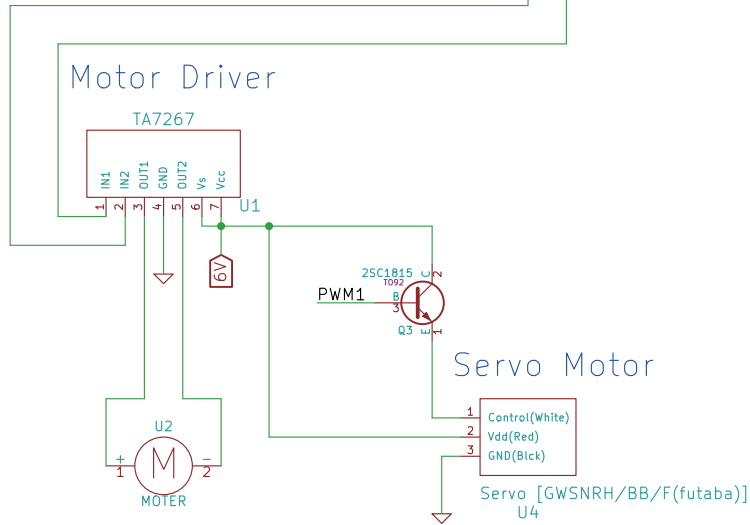 Motor Driver
TA7267
IN1
IN2
OUT1
GND
OUT2
Vs
Vcc
1
2
3
4
5
6
7
U1
6V
2SC1815
TO92
C
2
PWM1
B
3
Q3
E
1
Servo Motor
1
Control(White)
2
Vdd(Red)
3
GND(Blck)
Servo [GWSNRH/BB/F(futaba)]
U4
U2
+
1
M
−
2
MOTER